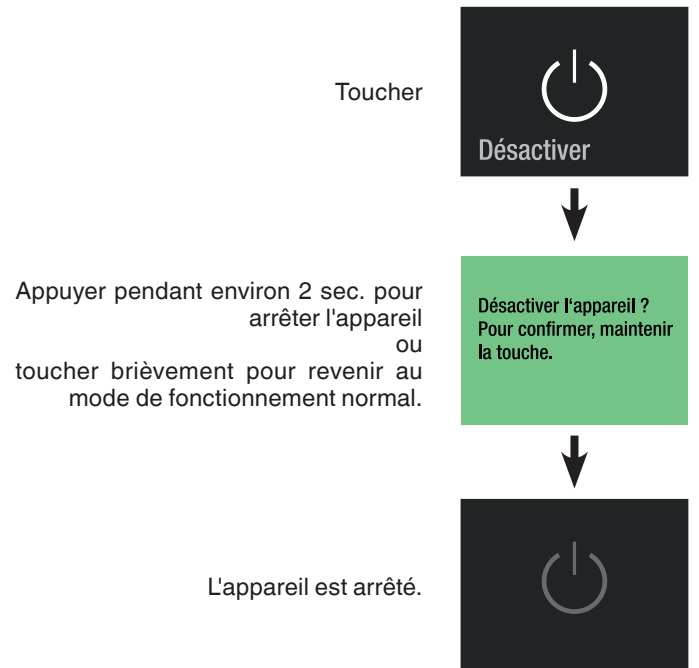 Toucher
Désactiver
Appuyer pendant environ 2 sec. pour
arrêter l'appareil
ou
toucher brièvement pour revenir au
mode de fonctionnement normal.
Désactiver l‘appareil ?
Pour confirmer, maintenir
la touche.
L'appareil est arrêté.